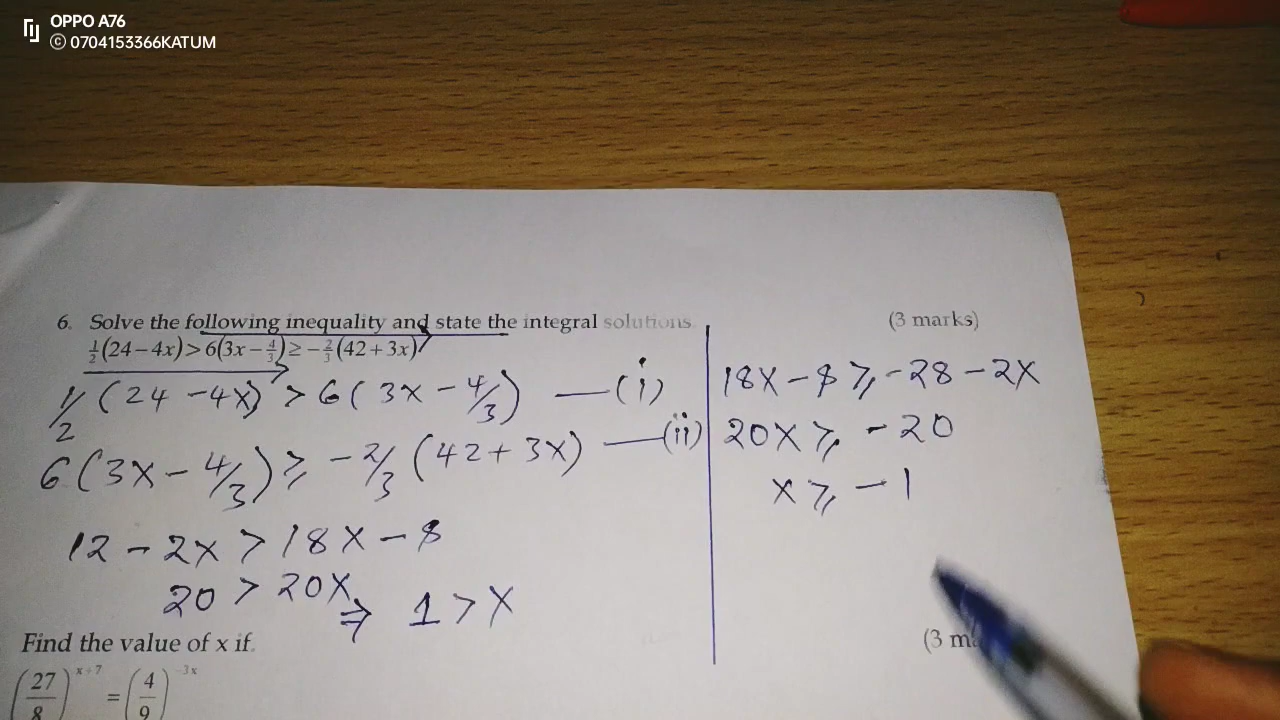 OPPO A76
© 0704153366KATUM
6. Solve the following inequality and state the integral solutions (3 marks)
½(24−4x)>6(3x−4/3)≥−⅔(42+3x)
1/2 (24 −4x) > 6( 3x − 4/3) —(i)
6(3x − 4/3) ≥ −2/3 (42+3x) —(ii)
12 − 2x > 18x − 8
20 > 20x ⇒ 1 > x
18x − 8 ≥ −28 − 2x
20x ≥ −20
x ≥ −1
Find the value of x if. (3 ma
(27/8)^x+7 = (4/9)^−3x